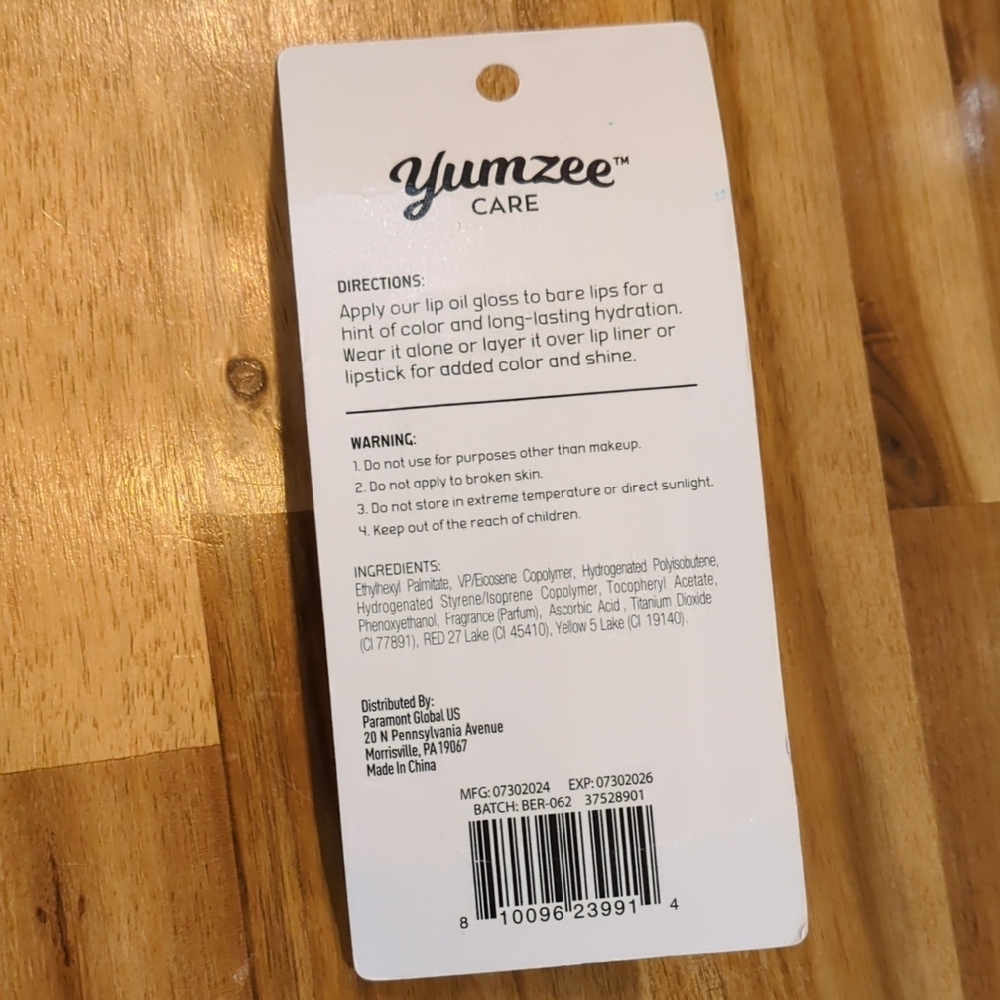 Yumzee™
CARE
DIRECTIONS:
Apply our lip oil gloss to bare lips for a
hint of color and long-lasting hydration.
Wear it alone or layer it over lip liner or
lipstick for added color and shine.
WARNING:
1. Do not use for purposes other than makeup.
2. Do not apply to broken skin.
3. Do not store in extreme temperature or direct sunlight.
4. Keep out of the reach of children.
INGREDIENTS:
Ethylhexyl Palmitate, VP/Eicosene Copolymer, Hydrogenated Polyisobutene,
Hydrogenated Styrene/Isoprene Copolymer, Tocopheryl Acetate,
Phenoxyethanol, Fragrance (Parfum), Ascorbic Acid , Titanium Dioxide
(CI 77891), RED 27 Lake (CI 45410), Yellow 5 Lake (CI 19140).
Distributed By:
Paramont Global US
20 N Pennsylvania Avenue
Morrisville, PA 19067
Made In China
MFG: 07302024 EXP: 07302026
BATCH: BER-062 37528901
8 10096 23991 4